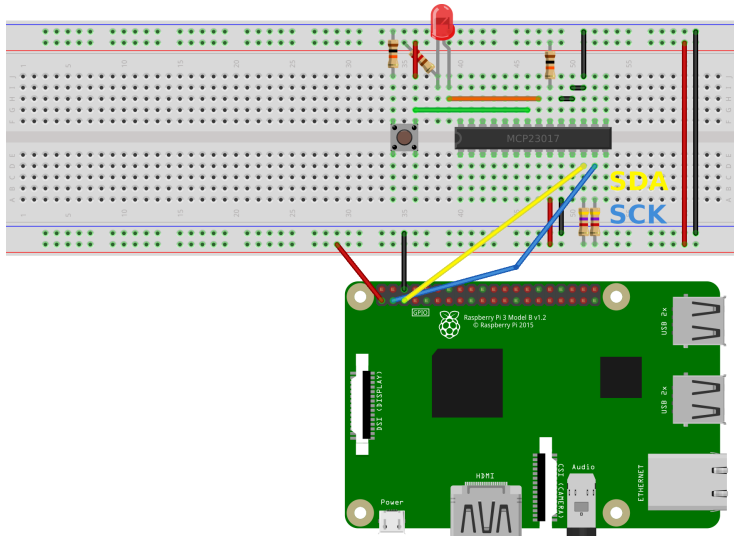 MCP23017
SDA
SCK
GPIO
Raspberry Pi 3 Model B v1.2
© Raspberry Pi 2015
USB 2x
DSI (DISPLAY)
USB 2x
HDMI
CSI (CAMERA)
Audio
ETHERNET
Power